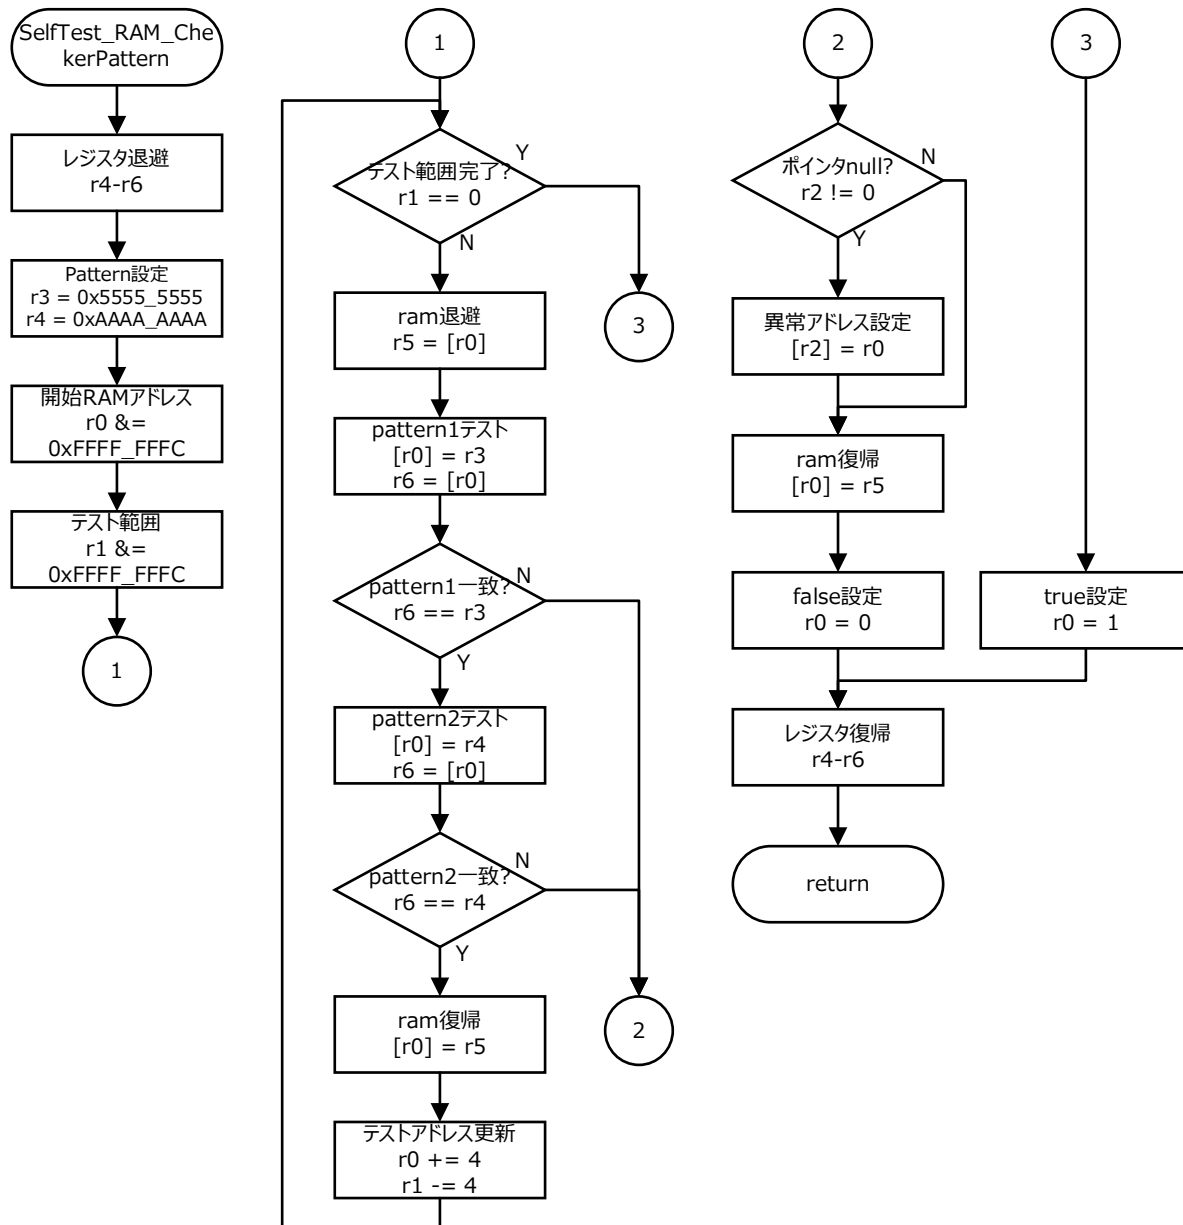 SelfTest_RAM_Che
kerPattern
レジスタ退避
r4-r6
Pattern設定
r3 = 0x5555_5555
r4 = 0xAAAA_AAAA
開始RAMアドレス
r0 &=
0xFFFF_FFFC
テスト範囲
r1 &=
0xFFFF_FFFC
1
1
テスト範囲完了?
r1 == 0
Y
N
3
ram退避
r5 = [r0]
pattern1テスト
[r0] = r3
r6 = [r0]
pattern1一致?
r6 == r3
N
Y
pattern2テスト
[r0] = r4
r6 = [r0]
pattern2一致?
r6 == r4
N
Y
2
ram復帰
[r0] = r5
テストアドレス更新
r0 += 4
r1 -= 4
2
ポインタnull?
r2 != 0
N
Y
異常アドレス設定
[r2] = r0
ram復帰
[r0] = r5
false設定
r0 = 0
レジスタ復帰
r4-r6
return
3
true設定
r0 = 1